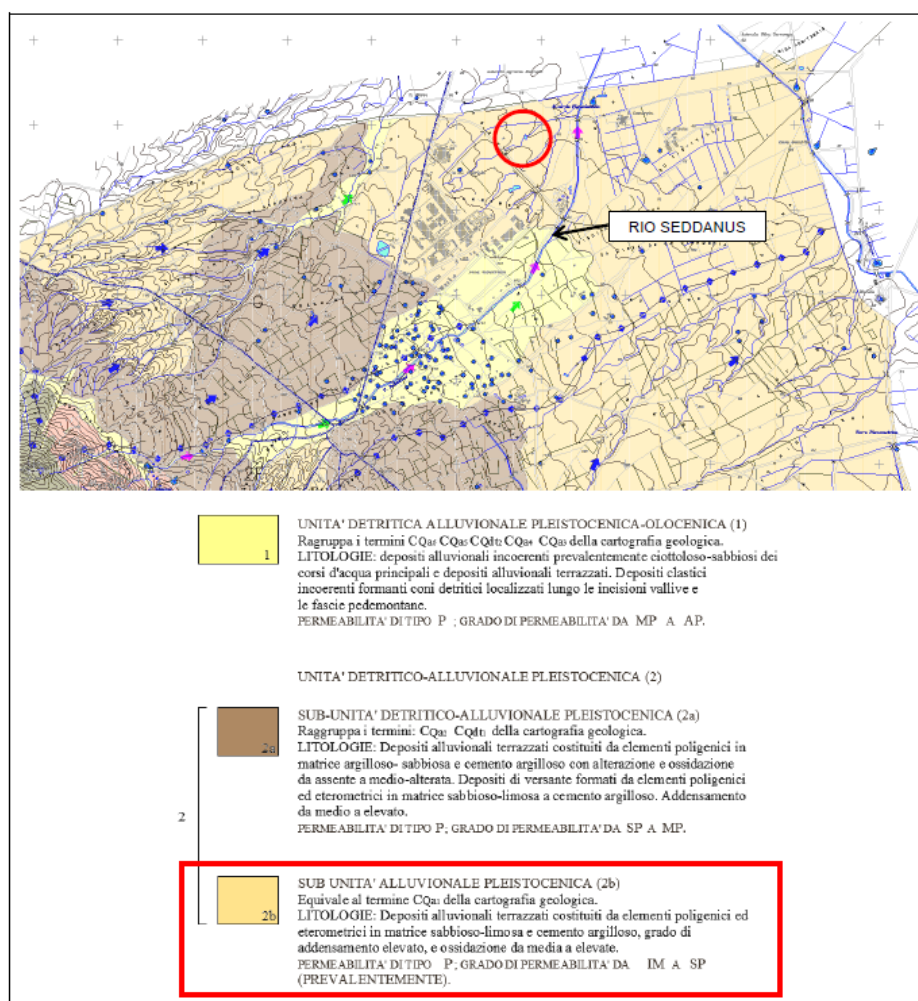 RIO SEDDANUS
1
UNITA' DETRITICA ALLUVIONALE PLEISTOCENICA-OLOCENICA (1)
Ragruppa i termini CQa6 CQa5 CQdt2 CQa4 CQa3 della cartografia geologica.
LITOLOGIE: depositi alluvionali incoerenti prevalentemente ciottoloso-sabbiosi dei
corsi d'acqua principali e depositi alluvionali terrazzati. Depositi clastici
incoerenti formanti coni detritici localizzati lungo le incisioni vallive e
le fascie pedemontane.
PERMEABILITA' DI TIPO P ; GRADO DI PERMEABILITA' DA MP A AP.
UNITA' DETRITICO-ALLUVIONALE PLEISTOCENICA (2)
2
2a
SUB-UNITA' DETRITICO-ALLUVIONALE PLEISTOCENICA (2a)
Raggruppa i termini: CQa2 CQdt1 della cartografia geologica.
LITOLOGIE: Depositi alluvionali terrazzati costituiti da elementi poligenici in
matrice argilloso- sabbiosa e cemento argilloso con alterazione e ossidazione
da assente a medio-alterata. Depositi di versante formati da elementi poligenici
ed eterometrici in matrice sabbioso-limosa a cemento argilloso. Addensamento
da medio a elevato.
PERMEABILITA' DI TIPO P; GRADO DI PERMEABILITA' DA SP A MP.
2b
SUB UNITA' ALLUVIONALE PLEISTOCENICA (2b)
Equivale al termine CQa1 della cartografia geologica.
LITOLOGIE: Depositi alluvionali terrazzati costituiti da elementi poligenici ed
eterometrici in matrice sabbioso-limosa e cemento argilloso, grado di
addensamento elevato, e ossidazione da media a elevate.
PERMEABILITA' DI TIPO P; GRADO DI PERMEABILITA' DA IM A SP
(PREVALENTEMENTE).